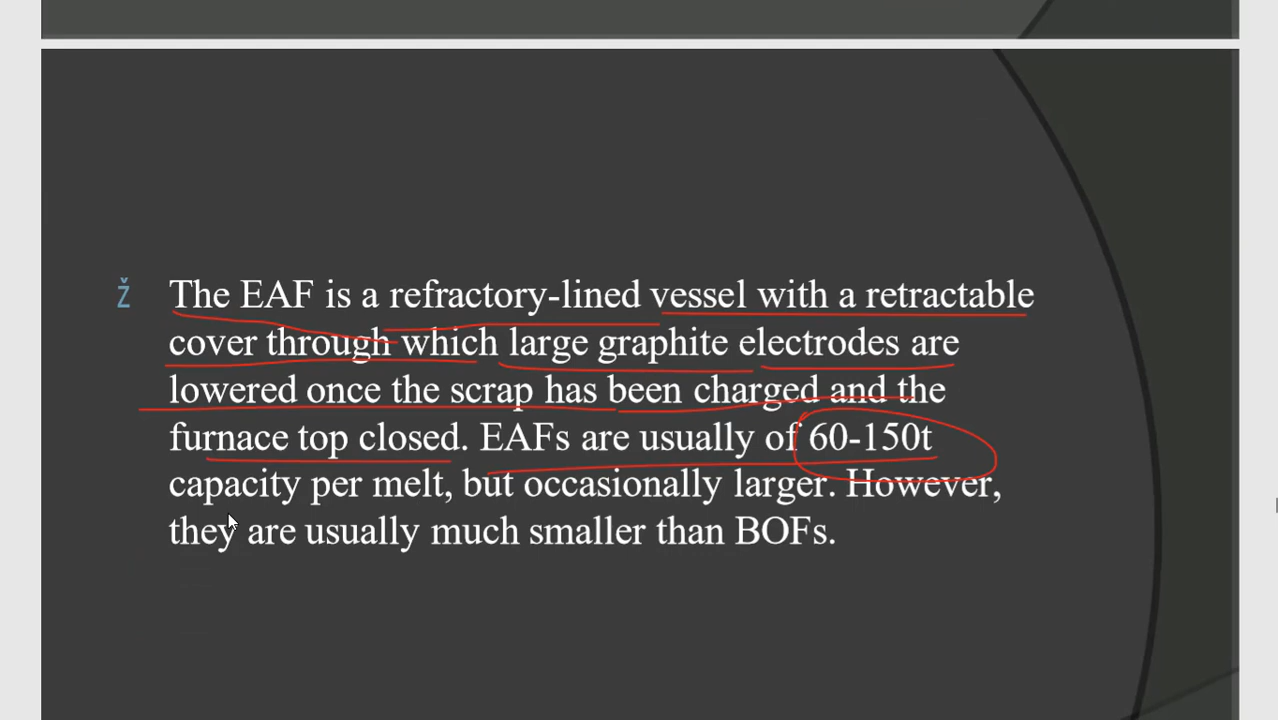 ž The EAF is a refractory-lined vessel with a retractable
cover through which large graphite electrodes are
lowered once the scrap has been charged and the
furnace top closed. EAFs are usually of 60-150t
capacity per melt, but occasionally larger. However,
they are usually much smaller than BOFs.